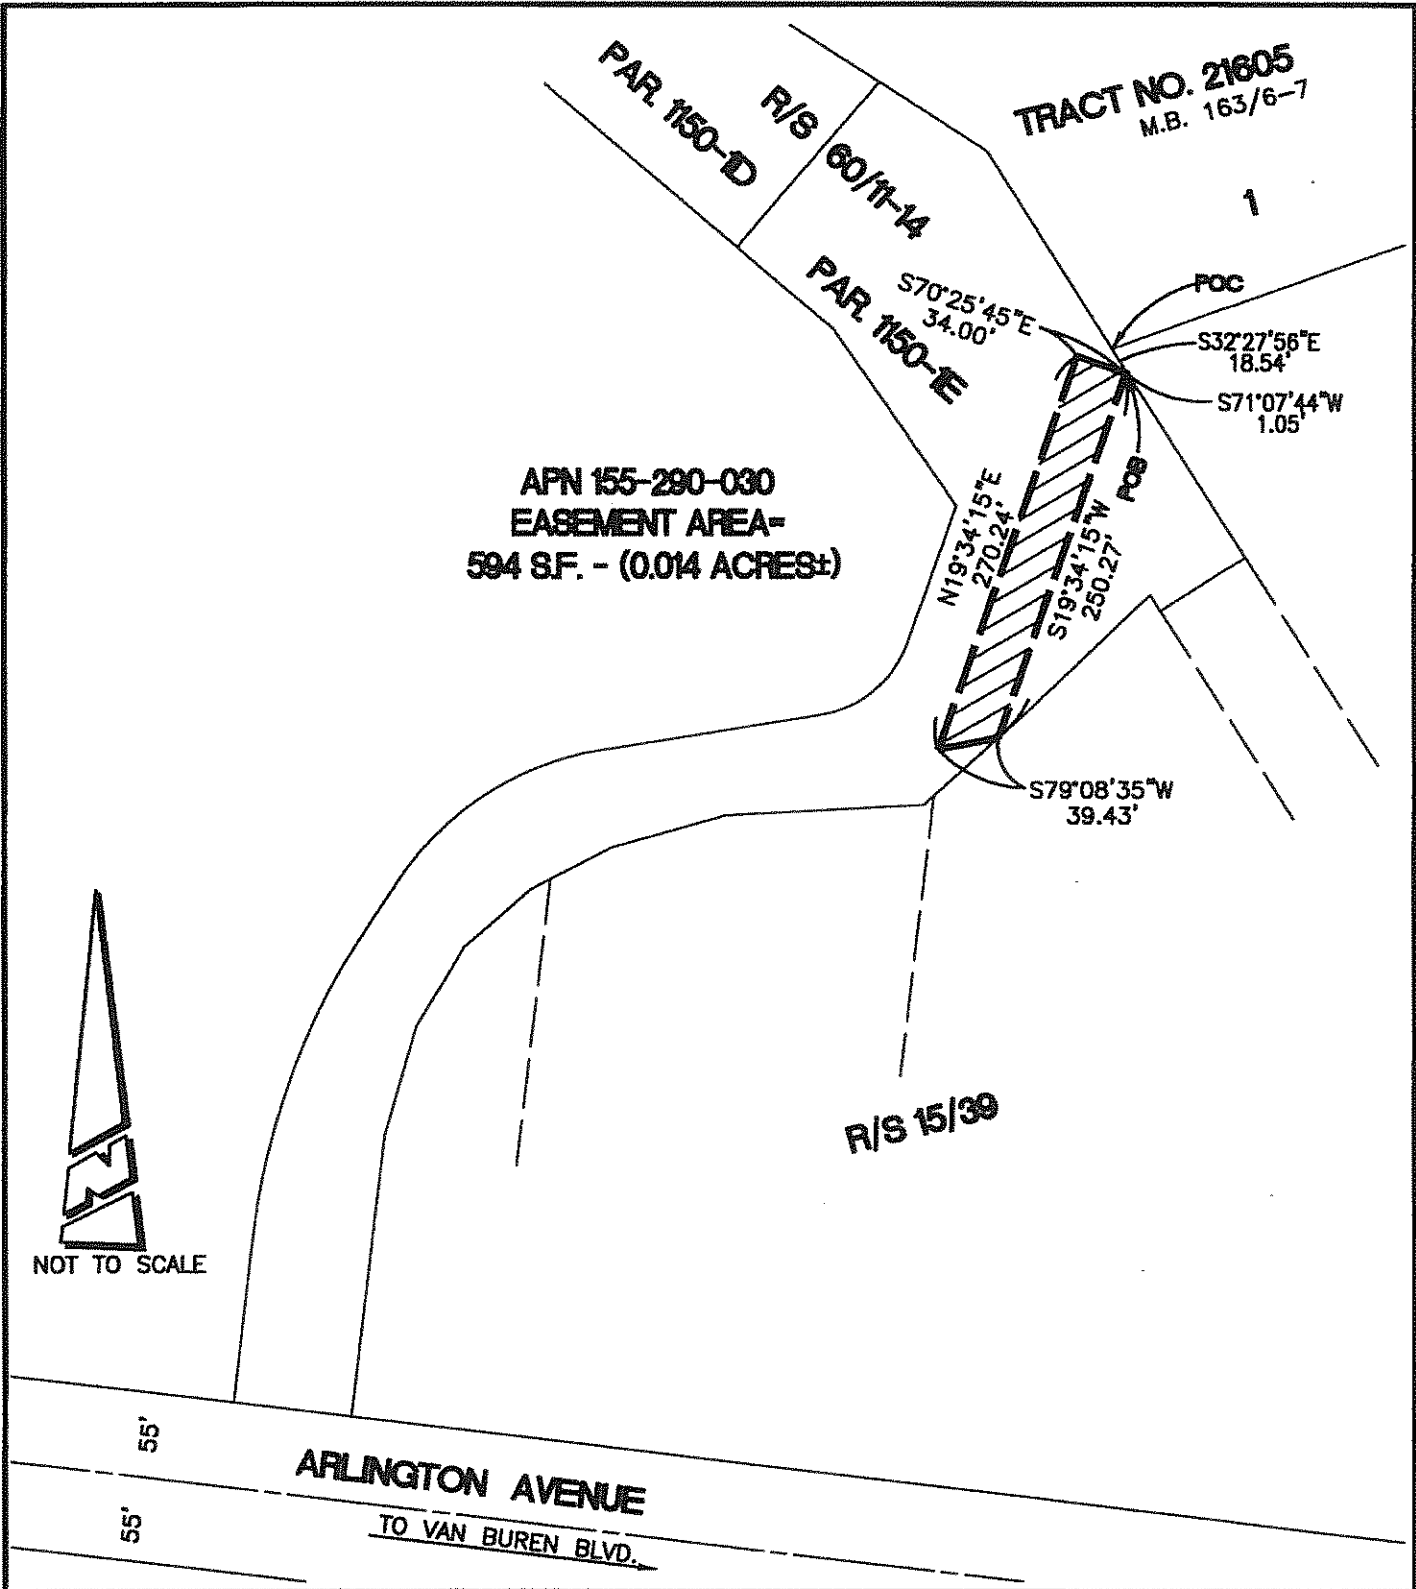 TRACT NO. 21605
M.B. 163/6-7
1
PAR. 1150-1D
R/S 60/11-14
PAR. 1150-1E
S70°25'45"E
34.00'
POC
S32°27'56"E
18.54'
S71°07'44"W
1.05'
POB
APN 155-290-030
EASEMENT AREA=
594 S.F. - (0.014 ACRES±)
N19°34'15"E
270.24'
S19°34'15"W
250.27'
S79°08'35"W
39.43'
R/S 15/39
N
NOT TO SCALE
55'
55'
ARLINGTON AVENUE
TO VAN BUREN BLVD.